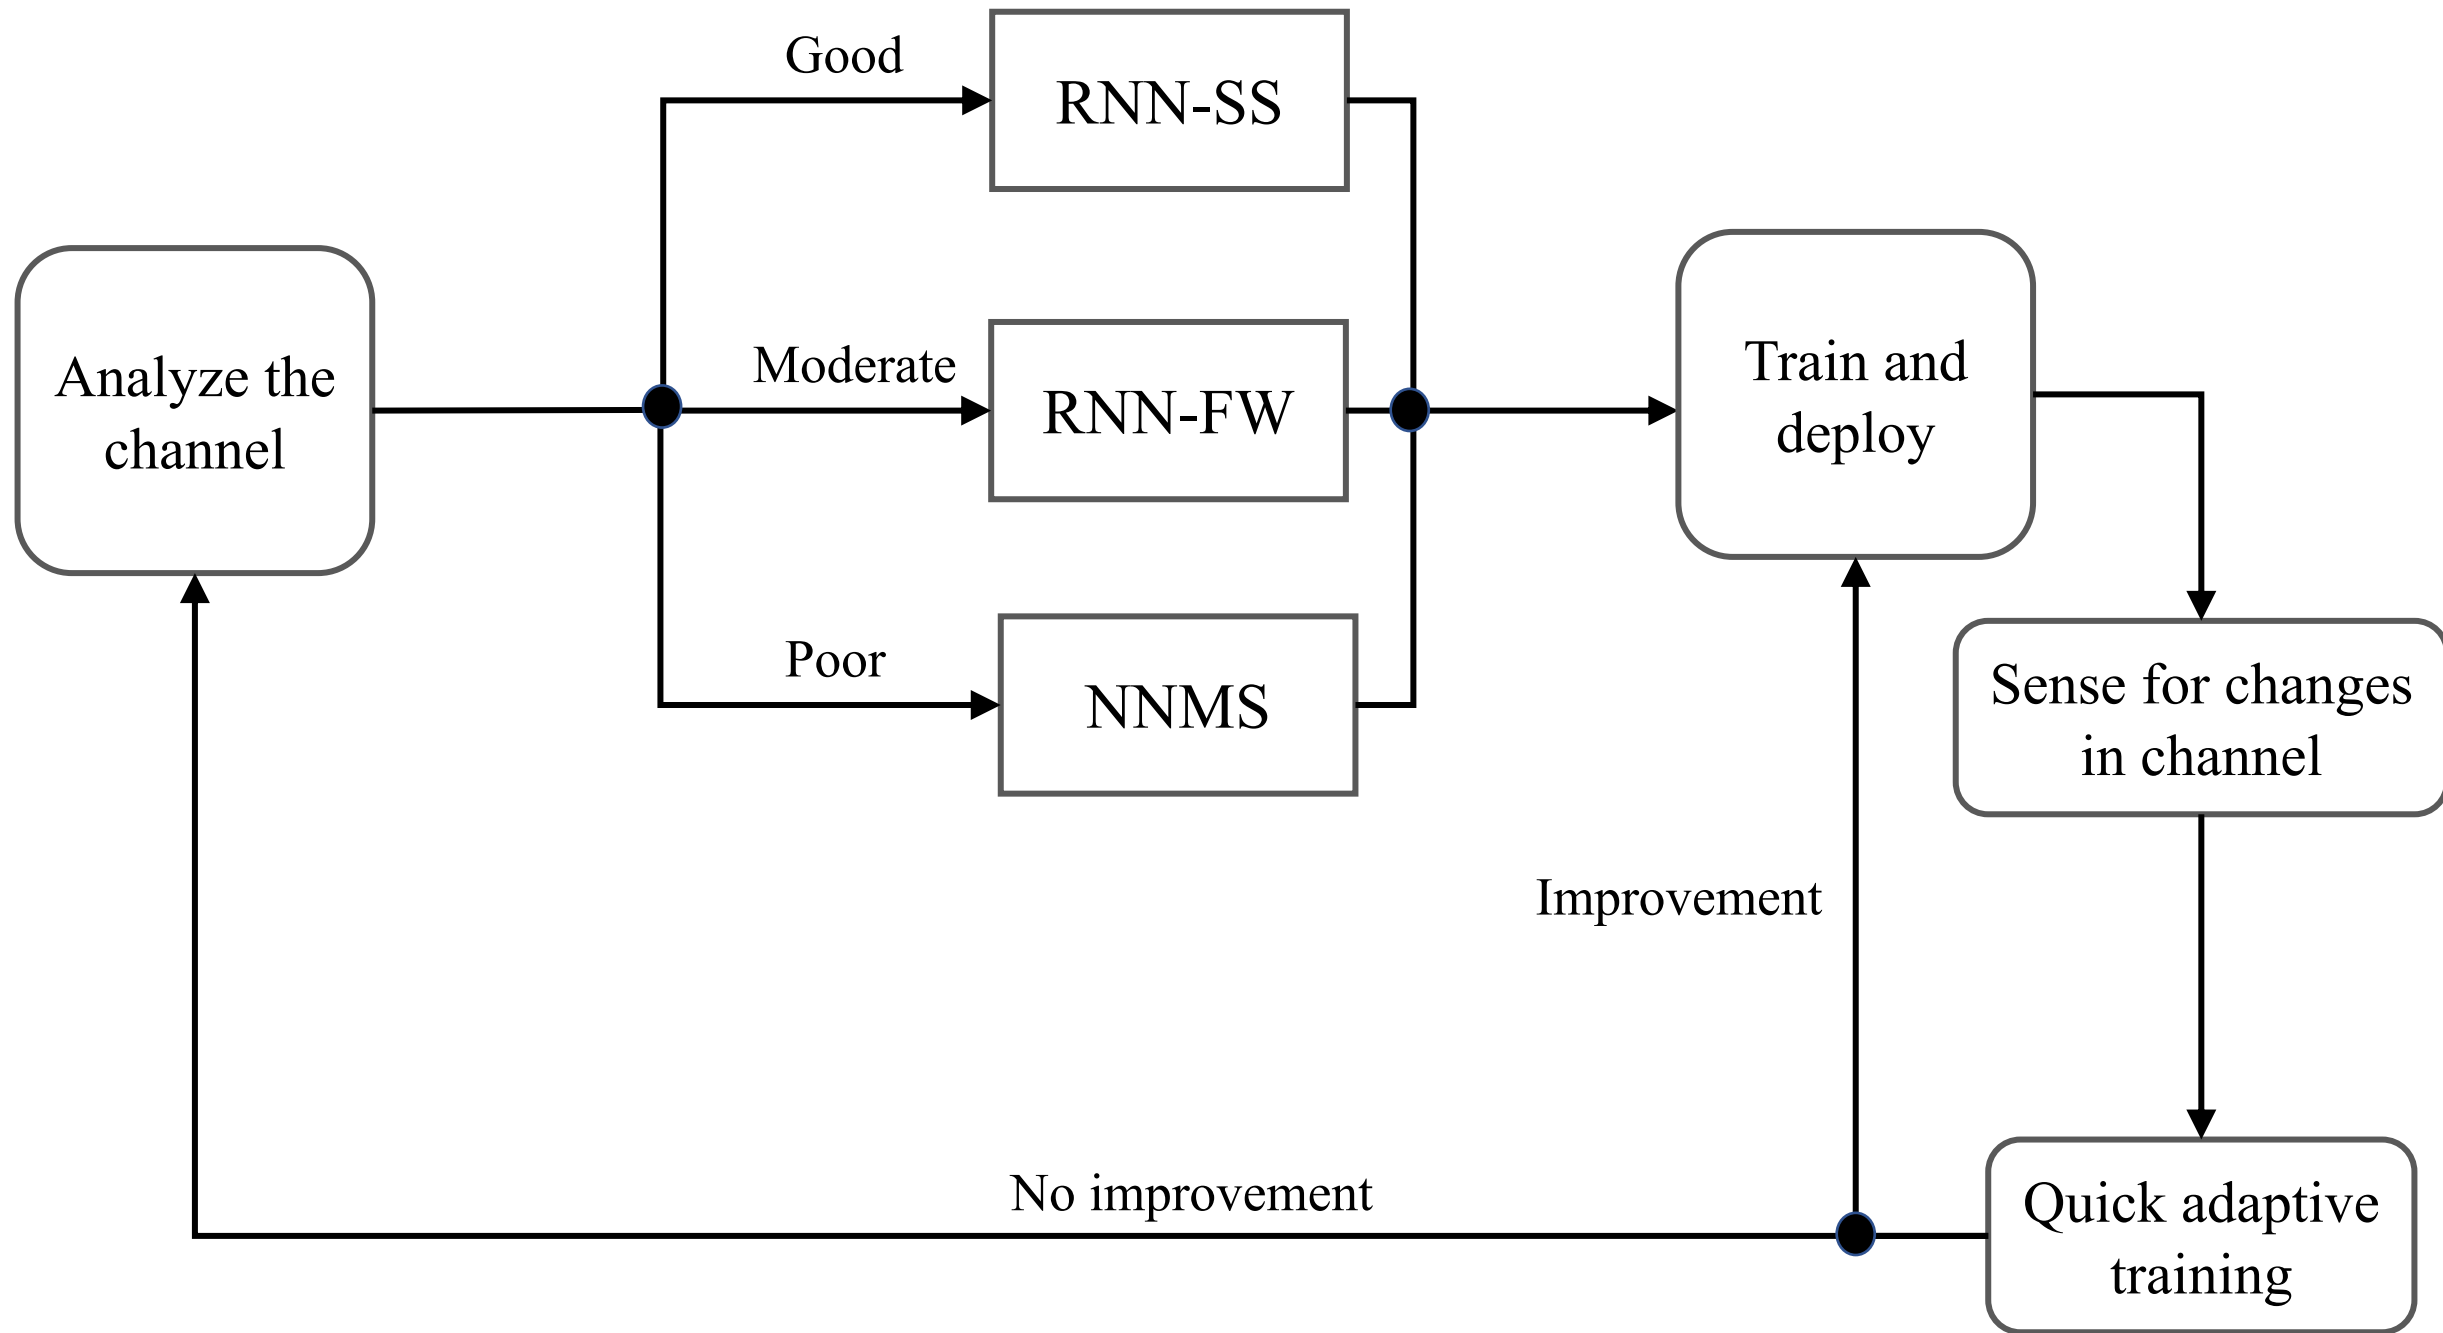 Good
RNN-SS
Analyze the
channel
Moderate
RNN-FW
Train and
deploy
Poor
NNMS
Sense for changes
in channel
Improvement
No improvement
Quick adaptive
training